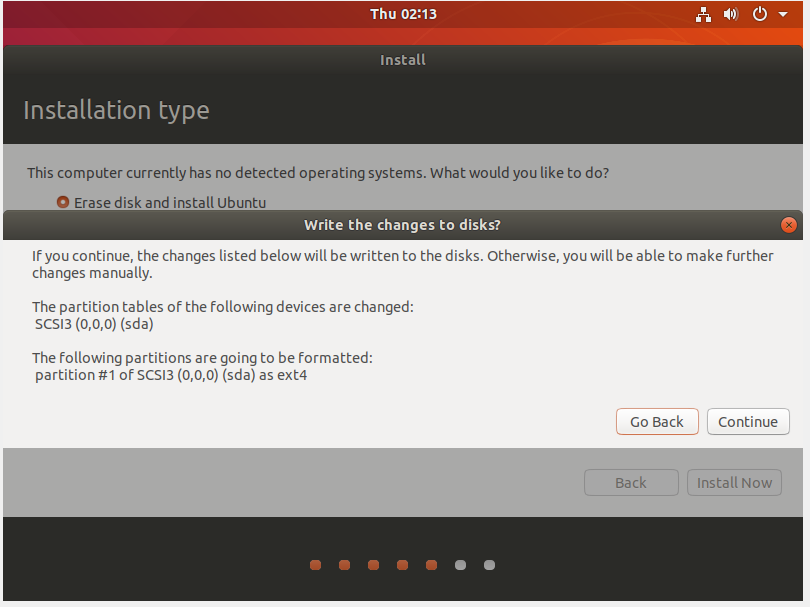 Thu 02:13
Install
Installation type
This computer currently has no detected operating systems. What would you like to do?
Erase disk and install Ubuntu
Write the changes to disks?
If you continue, the changes listed below will be written to the disks. Otherwise, you will be able to make further
changes manually.
The partition tables of the following devices are changed:
SCSI3 (0,0,0) (sda)
The following partitions are going to be formatted:
partition #1 of SCSI3 (0,0,0) (sda) as ext4
Go Back
Continue
Back
Install Now